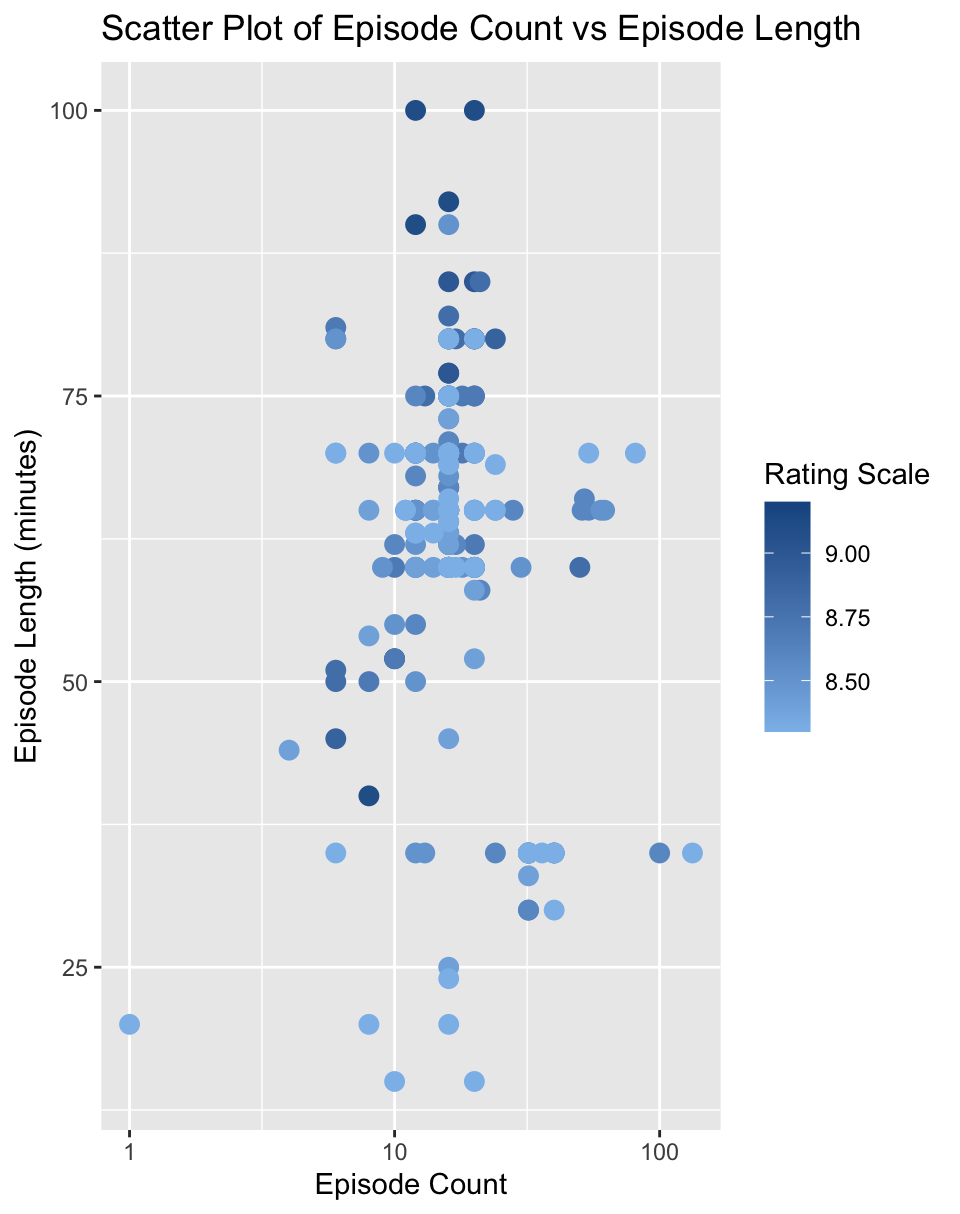 Scatter Plot of Episode Count vs Episode Length
100
75
50
25
Episode Length (minutes)
1
10
100
Episode Count
Rating Scale
9.00
8.75
8.50